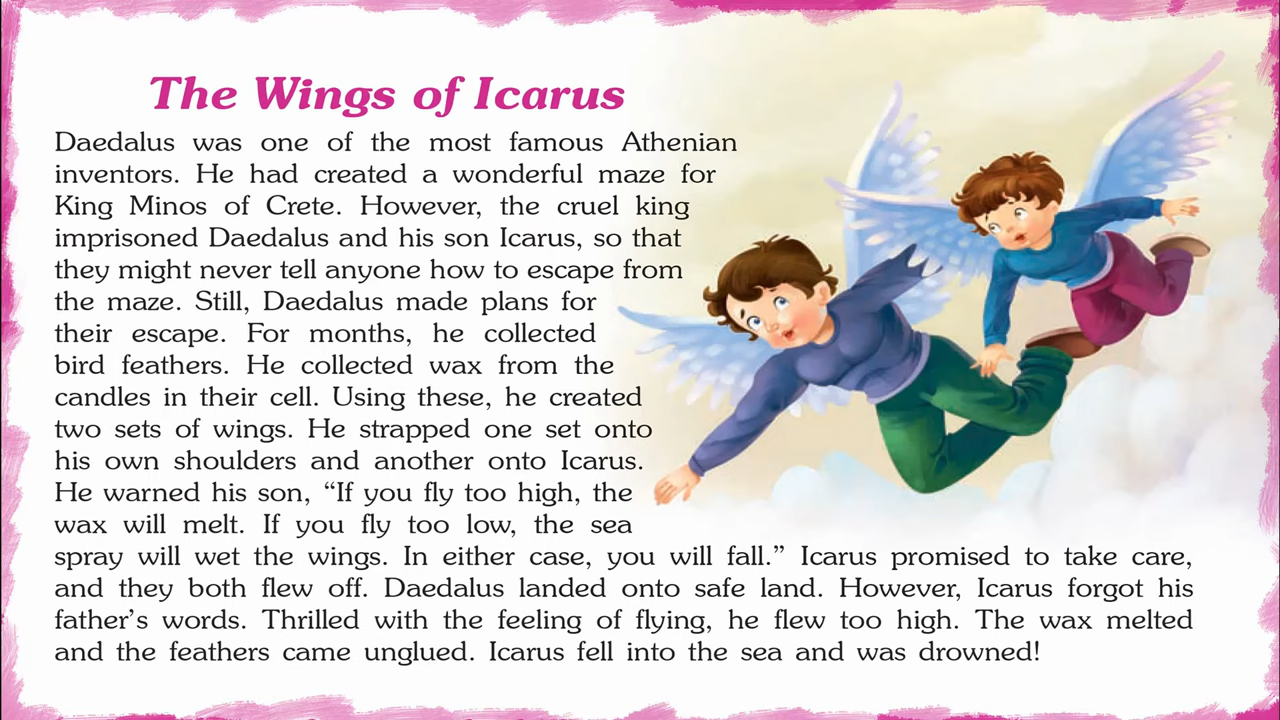 The Wings of Icarus
Daedalus was one of the most famous Athenian
inventors. He had created a wonderful maze for
King Minos of Crete. However, the cruel king
imprisoned Daedalus and his son Icarus, so that
they might never tell anyone how to escape from
the maze. Still, Daedalus made plans for
their escape. For months, he collected
bird feathers. He collected wax from the
candles in their cell. Using these, he created
two sets of wings. He strapped one set onto
his own shoulders and another onto Icarus.
He warned his son, “If you fly too high, the
wax will melt. If you fly too low, the sea
spray will wet the wings. In either case, you will fall.” Icarus promised to take care,
and they both flew off. Daedalus landed onto safe land. However, Icarus forgot his
father’s words. Thrilled with the feeling of flying, he flew too high. The wax melted
and the feathers came unglued. Icarus fell into the sea and was drowned!